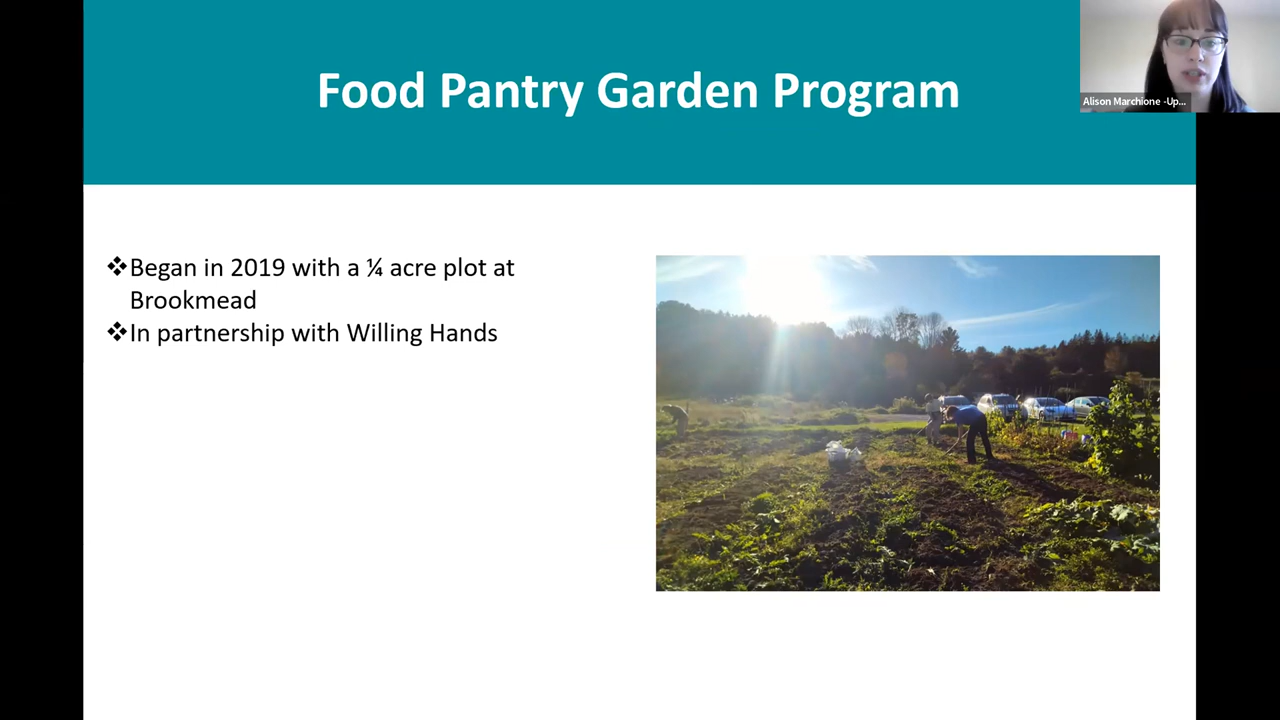 Food Pantry Garden Program
Alison Marchione -Up...
❖Began in 2019 with a ¼ acre plot at
Brookmead
❖In partnership with Willing Hands